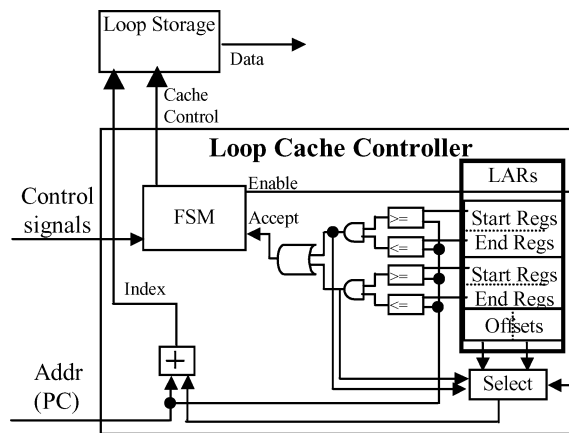 Loop Storage
Data
Cache
Control
Loop Cache Controller
LARs
Control
signals
FSM
Enable
Accept
>=
<=
>=
<=
Start Regs
End Regs
Start Regs
End Regs
Offsets
Index
+
Select
Addr
(PC)